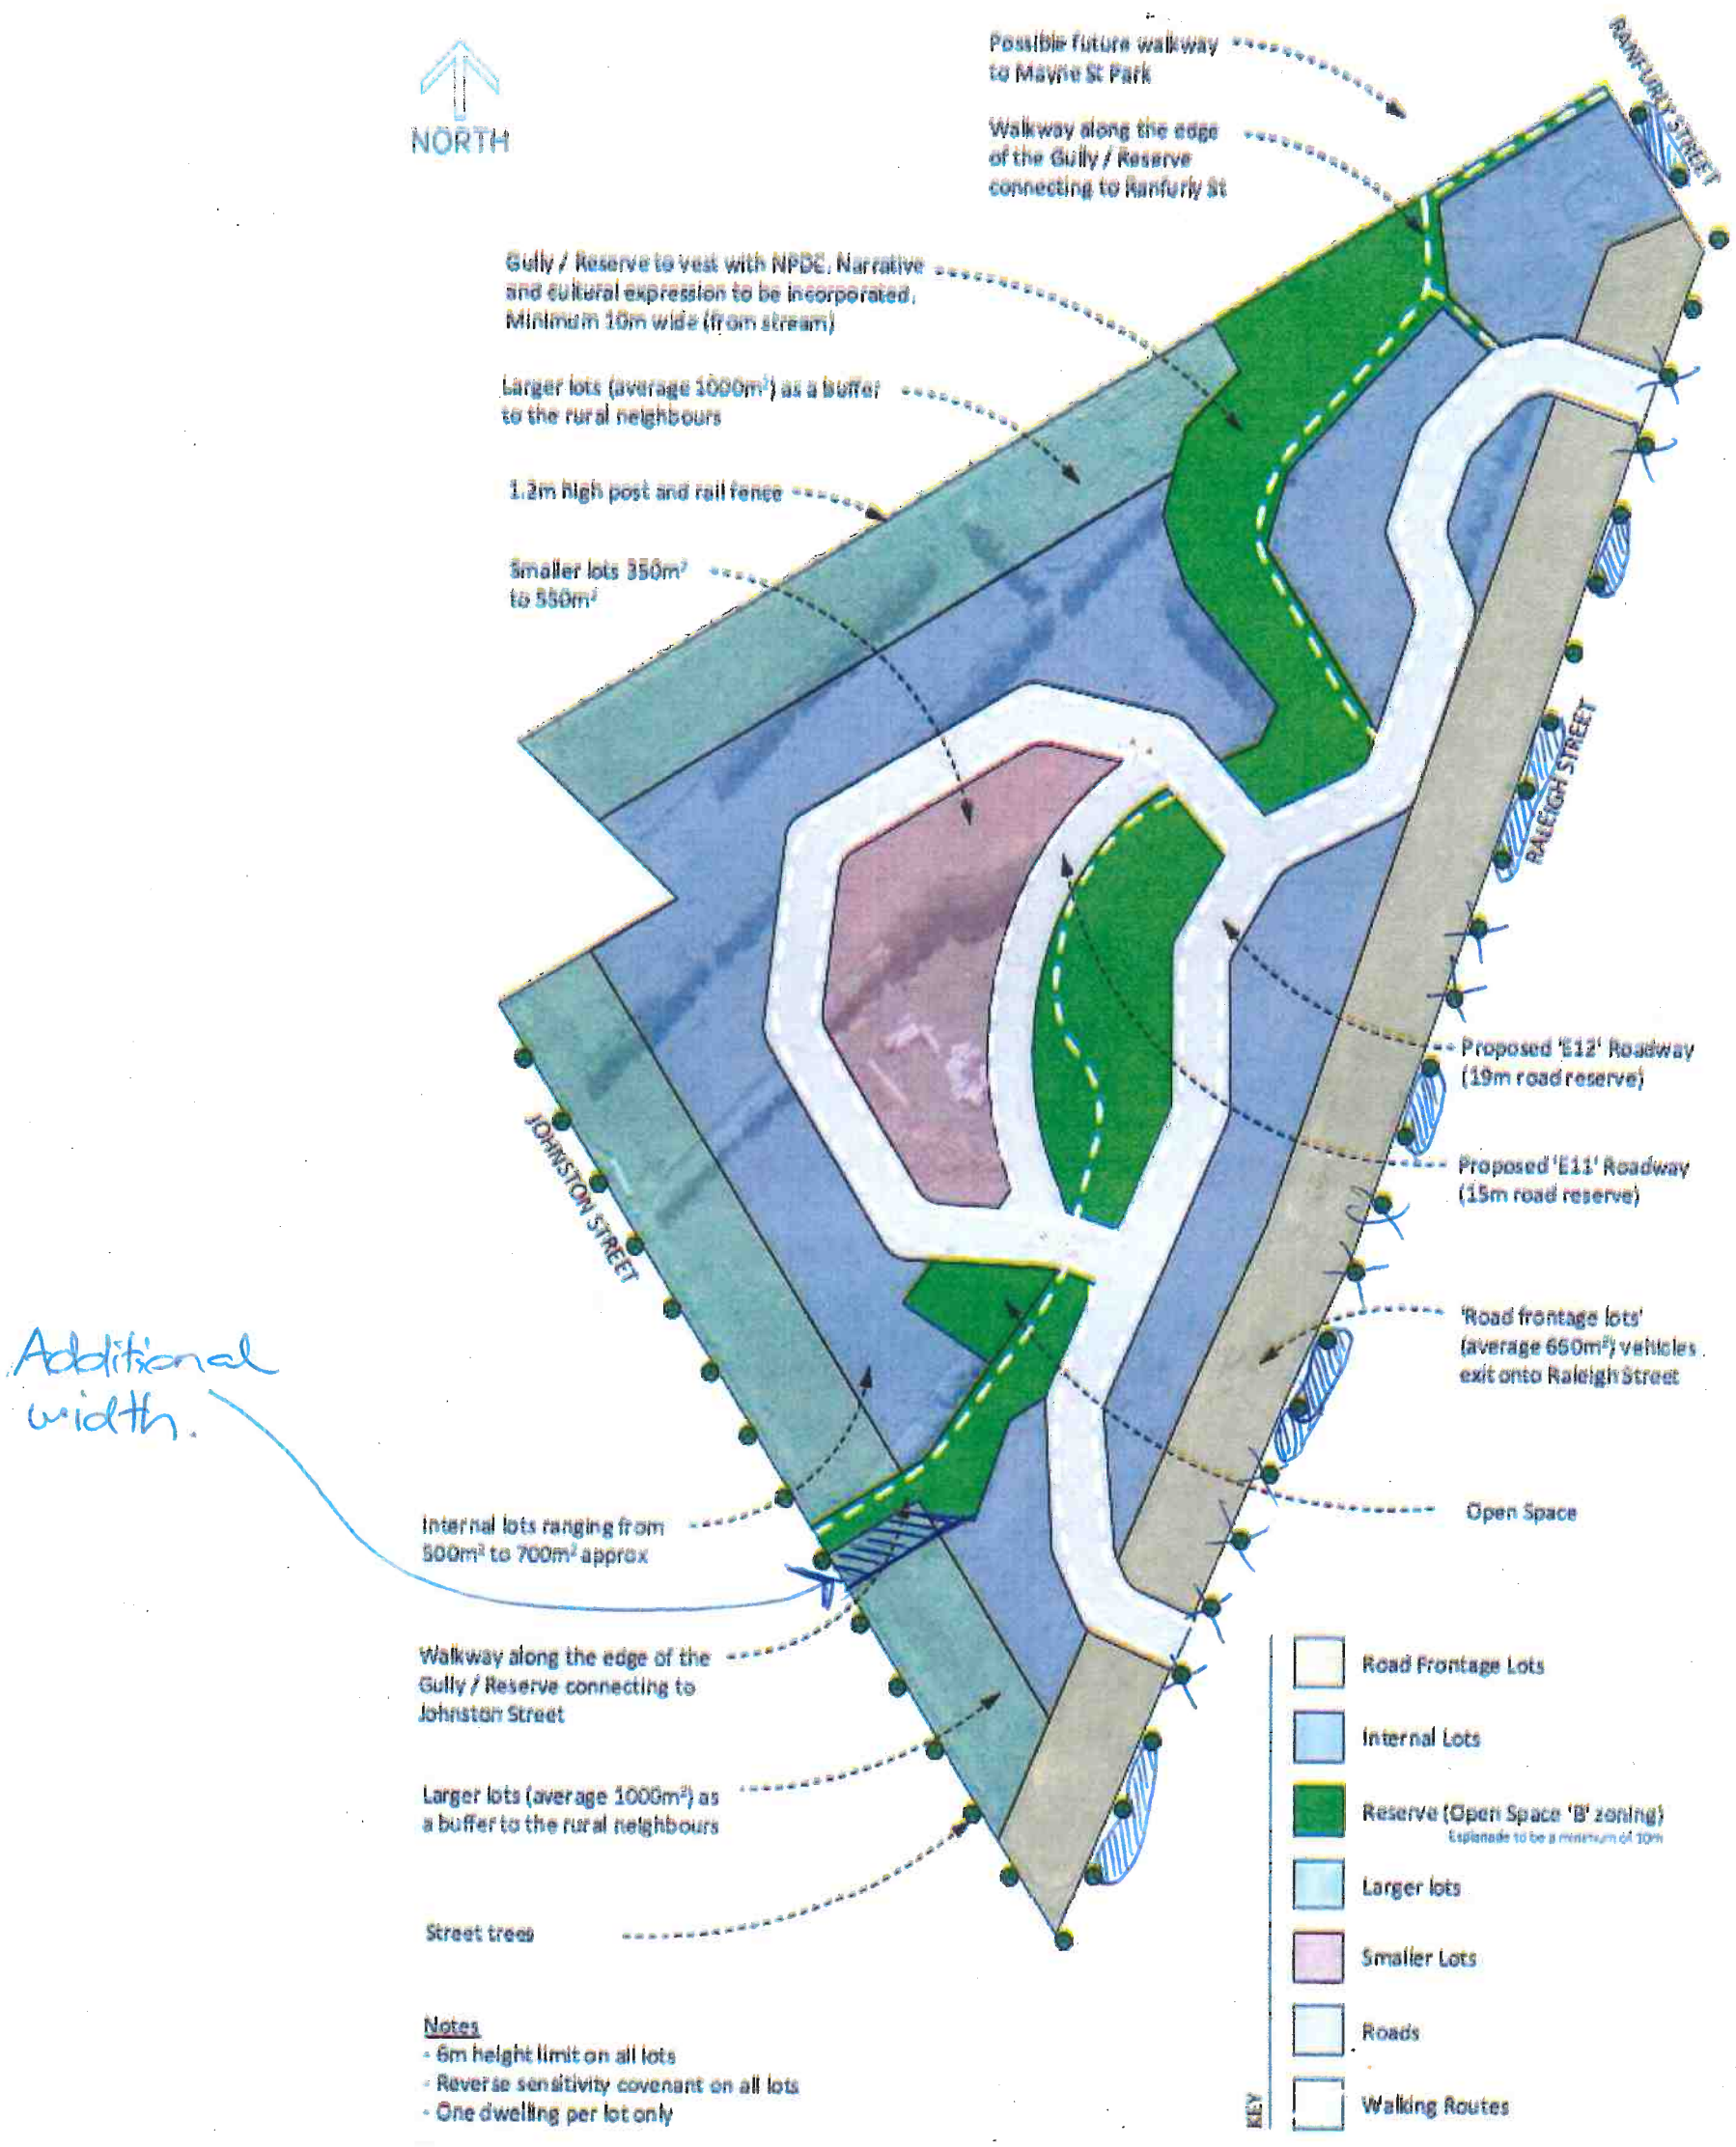 NORTH
Possible future walkway
to Mayne St Park
RANFURLY STREET
Walkway along the edge
of the Gully / Reserve
connecting to Ranfurly St
Gully / Reserve to vest with NPDC. Narrative
and cultural expression to be incorporated.
Minimum 10m wide (from stream)
Larger lots (average 1000m²) as a buffer
to the rural neighbours
1.2m high post and rail fence
Smaller lots 350m²
to 550m²
RALEIGH STREET
Proposed 'E12' Roadway
(19m road reserve)
JOHNSTON STREET
Proposed 'E11' Roadway
(15m road reserve)
'Road frontage lots'
(average 650m²) vehicles
exit onto Raleigh Street
Additional
width.
Open Space
Internal lots ranging from
500m² to 700m² approx
Walkway along the edge of the
Gully / Reserve connecting to
Johnston Street
Larger lots (average 1000m²) as
a buffer to the rural neighbours
Street trees
Notes
- 6m height limit on all lots
- Reverse sensitivity covenant on all lots
- One dwelling per lot only
KEY
Road Frontage Lots
Internal Lots
Reserve (Open Space 'B' zoning)
Esplanade to be a minimum of 10m
Larger lots
Smaller Lots
Roads
Walking Routes